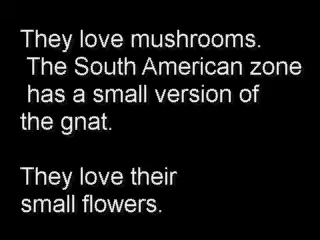 They love mushrooms.
The South American zone
has a small version of
the gnat.
They love their
small flowers.